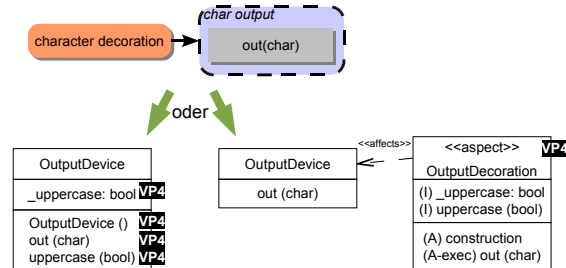 char output
character decoration
out(char)
oder
OutputDevice
_uppercase: bool VP4
OutputDevice () VP4
out (char) VP4
uppercase (bool) VP4
OutputDevice
out (char)
<<affects>>
<<aspect>> VP4
OutputDecoration
(I) _uppercase: bool
(I) uppercase (bool)
(A) construction
(A-exec) out (char)